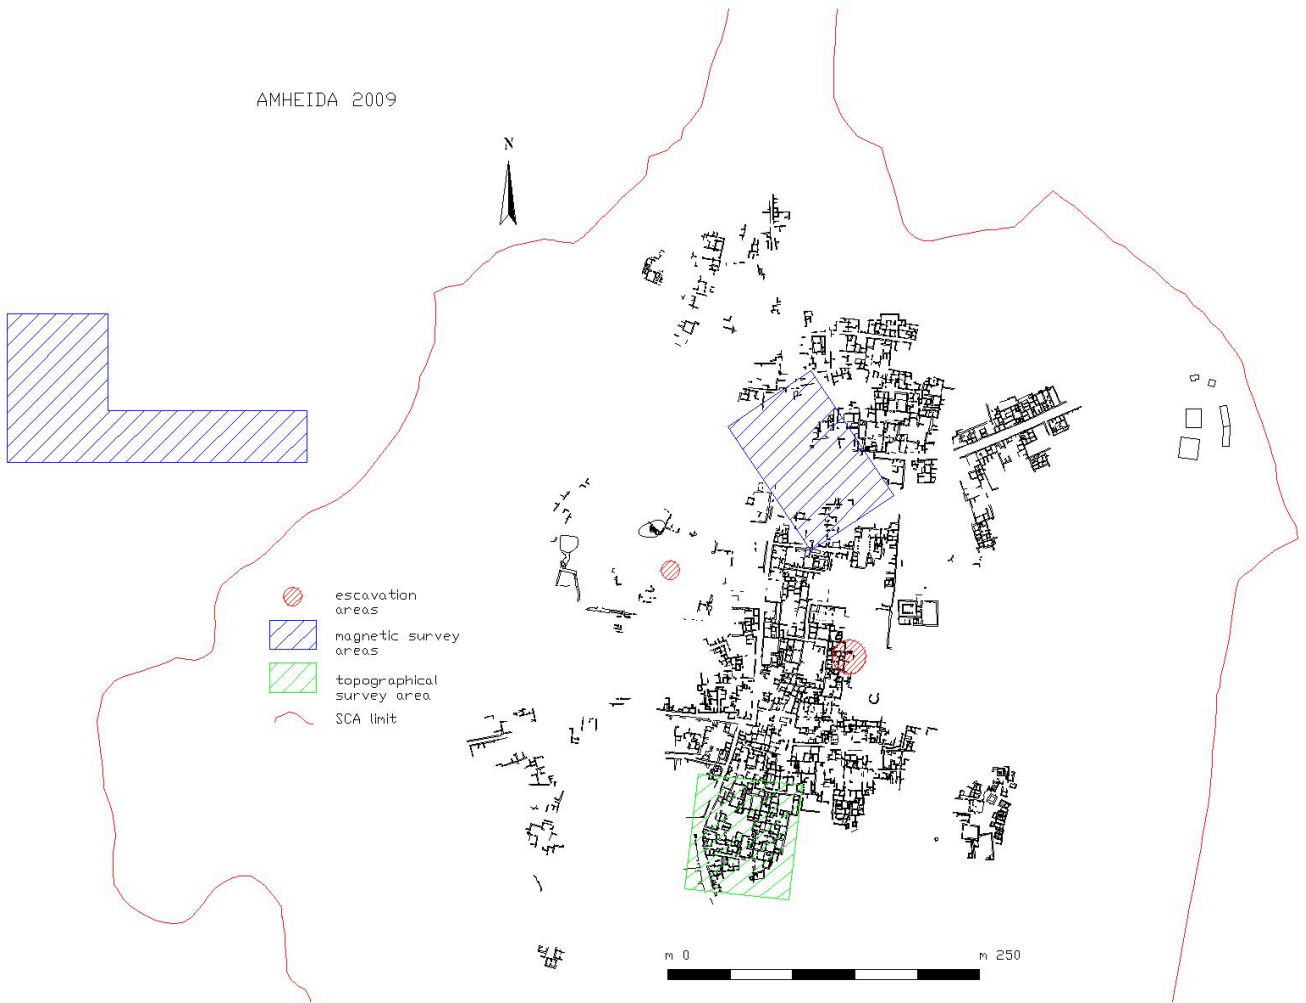 AMHEIDA 2009
N
escavation
areas
magnetic survey
areas
topographical
survey area
SCA limit
m 0
m 250